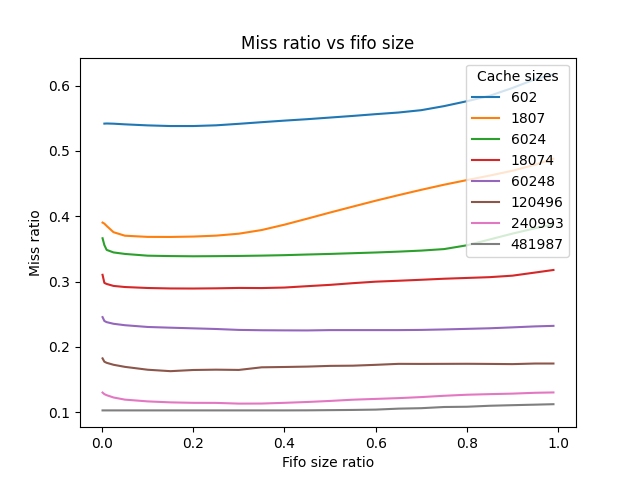 Miss ratio vs fifo size
Miss ratio
0.6
0.5
0.4
0.3
0.2
0.1
Cache sizes
602
1807
6024
18074
60248
120496
240993
481987
0.0 0.2 0.4 0.6 0.8 1.0
Fifo size ratio